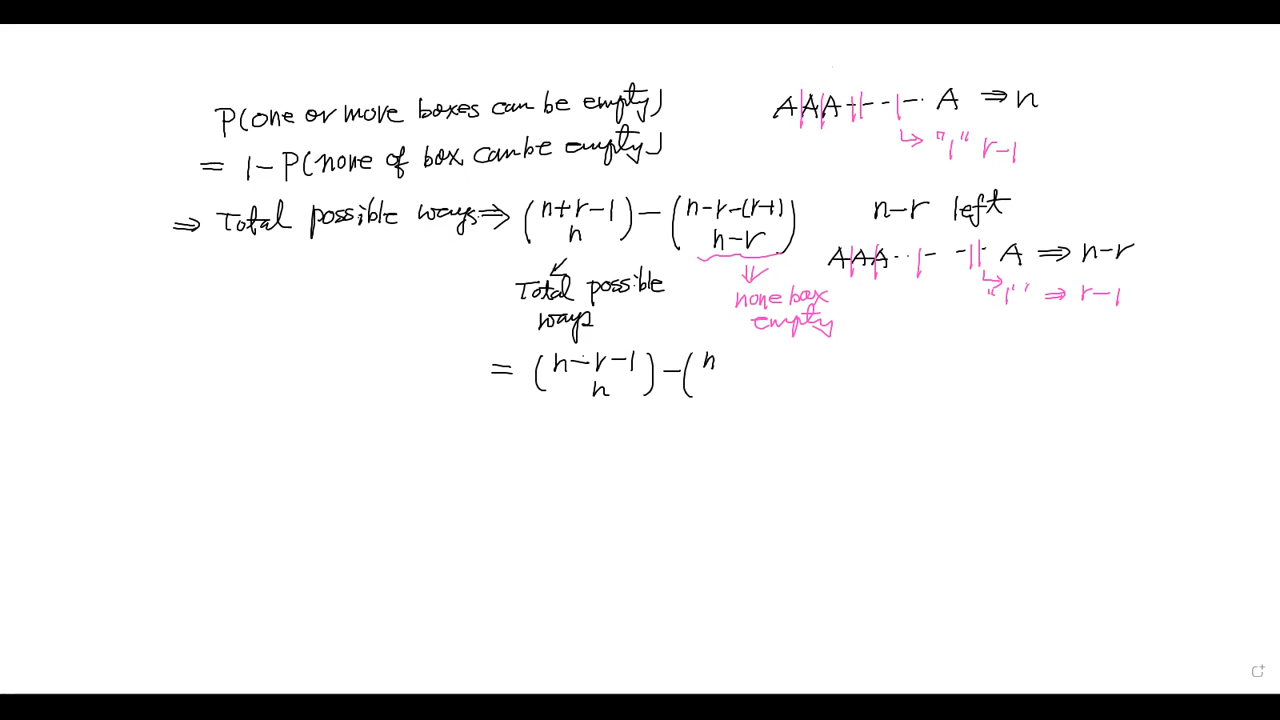 P(one or move boxes can be empty)
= 1-P(none of box can be empty)
⇒ Total possible ways ⇒ (n+r-1 n) - (n-r-(r+1) n-r)
Total possible ways
none box empty
= (n-r-1 n) - (n
AAA---- A ⇒ n
↳ "|" r-1
n-r left
AAA.. - -- A ⇒ n-r
↳ "|" ⇒ r-1